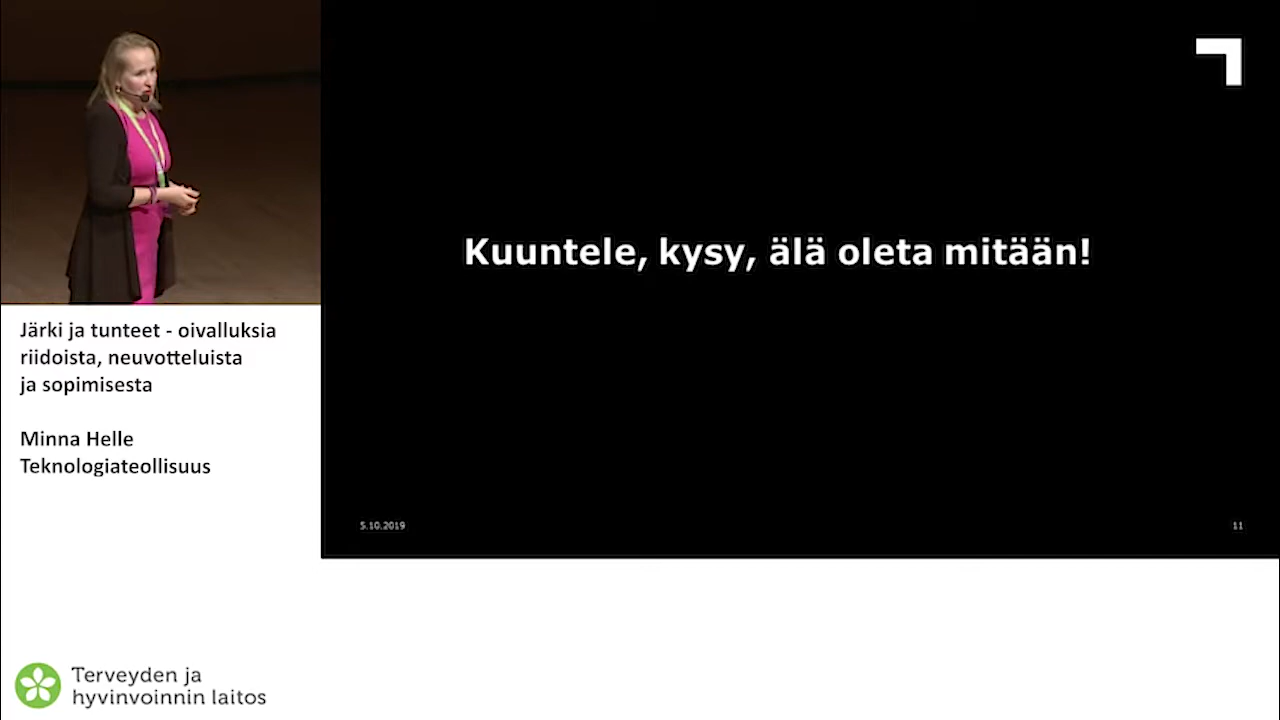 Kuuntele, kysy, älä oleta mitään!
Järki ja tunteet - oivalluksia
riidoista, neuvotteluista
ja sopimisesta
Minna Helle
Teknologiateollisuus
5.10.2019
11
Terveyden ja
hyvinvoinnin laitos